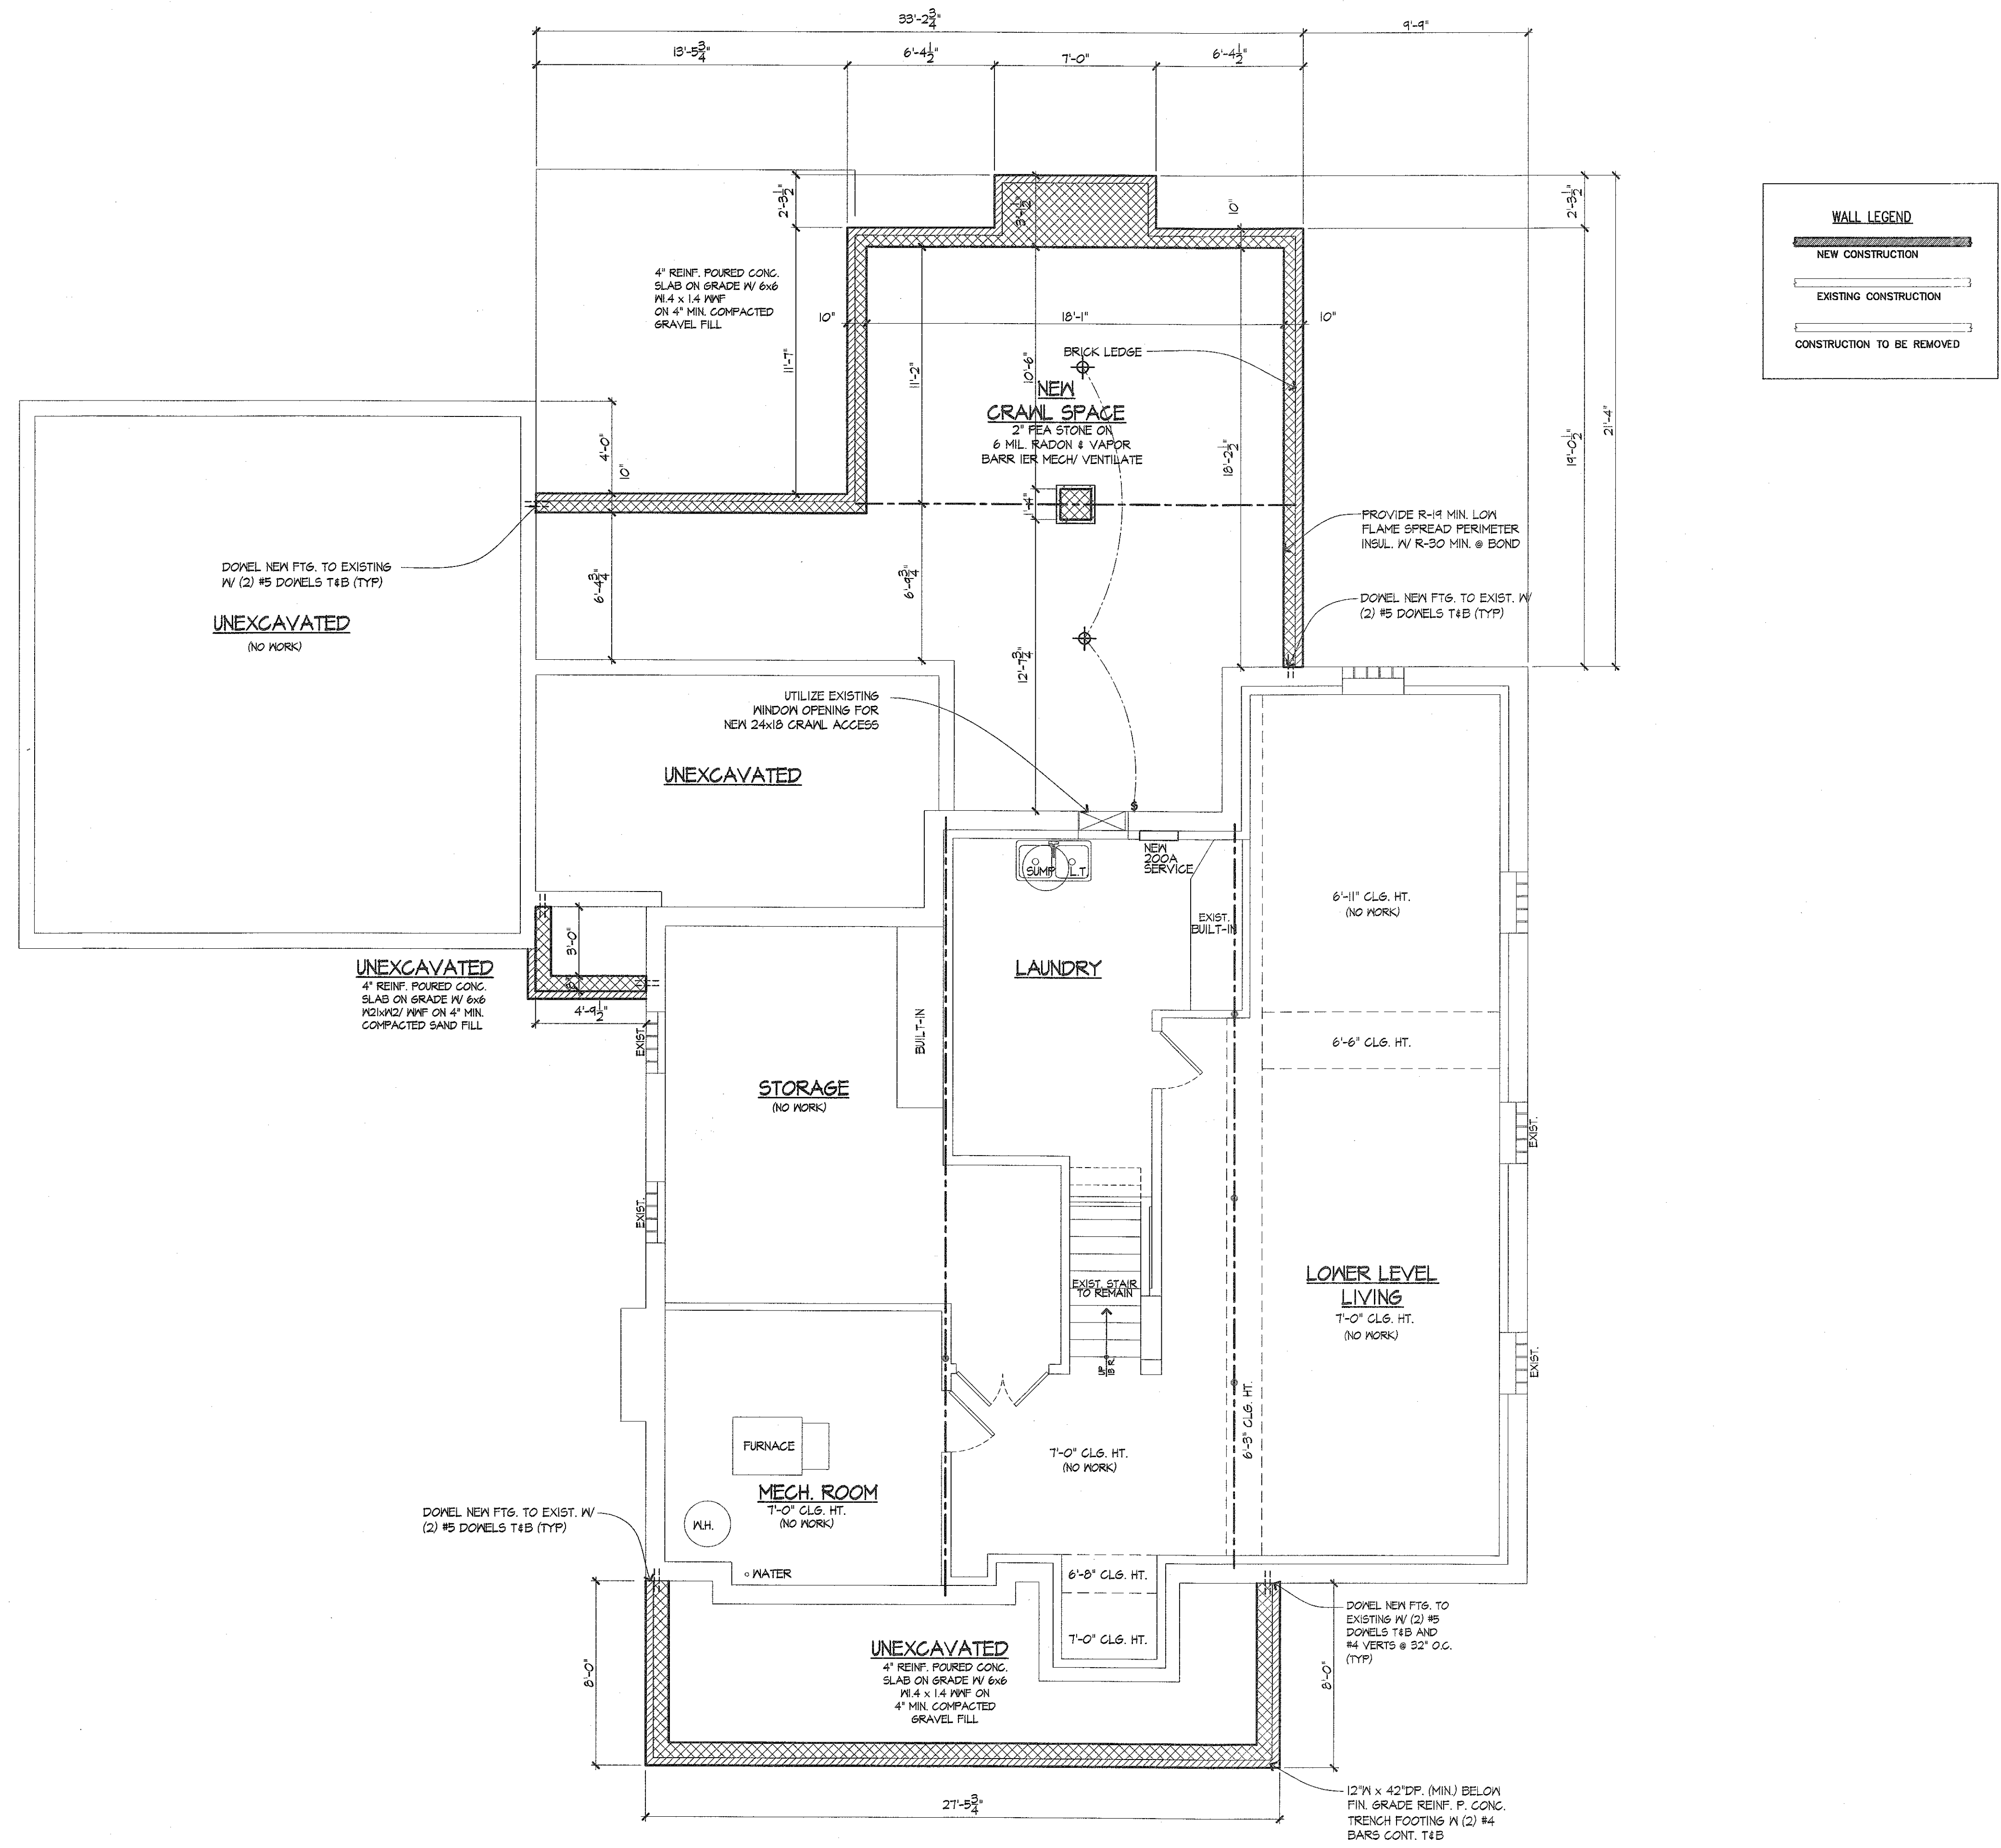 33'-2 3/4"
9'-9"
13'-5 3/4"
6'-4 1/2"
7'-0"
6'-4 1/2"
2'-3 1/2"
3'-1 1/2"
10"
2'-3 1/2"
WALL LEGEND
NEW CONSTRUCTION
EXISTING CONSTRUCTION
CONSTRUCTION TO BE REMOVED
4" REINF. POURED CONC.
SLAB ON GRADE W/ 6x6
W1.4 x 1.4 WWF
ON 4" MIN. COMPACTED
GRAVEL FILL
10"
18'-1"
10"
11'-7"
11'-2"
10'-6"
BRICK LEDGE
NEW
CRAWL SPACE
2" PEA STONE ON
6 MIL. RADON & VAPOR
BARR IER MECH/ VENTILATE
18'-2 1/2"
19'-0 1/2"
21'-4"
4'-0"
10"
1'-4"
PROVIDE R-19 MIN. LOW
FLAME SPREAD PERIMETER
INSUL. W/ R-30 MIN. @ BOND
DOWEL NEW FTG. TO EXISTING
W/ (2) #5 DOWELS T&B (TYP)
6'-4 3/4"
6'-9 3/4"
DOWEL NEW FTG. TO EXIST. W/
(2) #5 DOWELS T&B (TYP)
UNEXCAVATED
(NO WORK)
12'-7 3/4"
UTILIZE EXISTING
WINDOW OPENING FOR
NEW 24x18 CRAWL ACCESS
UNEXCAVATED
$
NEW
200A
SERVICE
SUMP
L.T.
EXIST.
BUILT-IN
6'-11" CLG. HT.
(NO WORK)
3'-0"
8"
4'-9 1/2"
UNEXCAVATED
4" REINF. POURED CONC.
SLAB ON GRADE W/ 6x6
W21xW2/ WWF ON 4" MIN.
COMPACTED SAND FILL
LAUNDRY
EXIST.
BUILT-IN
6'-6" CLG. HT.
STORAGE
(NO WORK)
EXIST.
EXIST.
EXIST. STAIR
TO REMAIN
UP
LOWER LEVEL
LIVING
7'-0" CLG. HT.
(NO WORK)
EXIST.
6'-3" CLG. HT.
FURNACE
7'-0" CLG. HT.
(NO WORK)
MECH. ROOM
7'-0" CLG. HT.
(NO WORK)
W.H.
WATER
DOWEL NEW FTG. TO EXIST. W/
(2) #5 DOWELS T&B (TYP)
6'-8" CLG. HT.
7'-0" CLG. HT.
8'-0"
UNEXCAVATED
4" REINF. POURED CONC.
SLAB ON GRADE W/ 6x6
W1.4 x 1.4 WWF ON
4" MIN. COMPACTED
GRAVEL FILL
DOWEL NEW FTG. TO
EXISTING W/ (2) #5
DOWELS T&B AND
#4 VERTS @ 32" O.C.
(TYP)
8'-0"
27'-5 3/4"
12"W x 42"DP. (MIN.) BELOW
FIN. GRADE REINF. P. CONC.
TRENCH FOOTING W (2) #4
BARS CONT. T&B